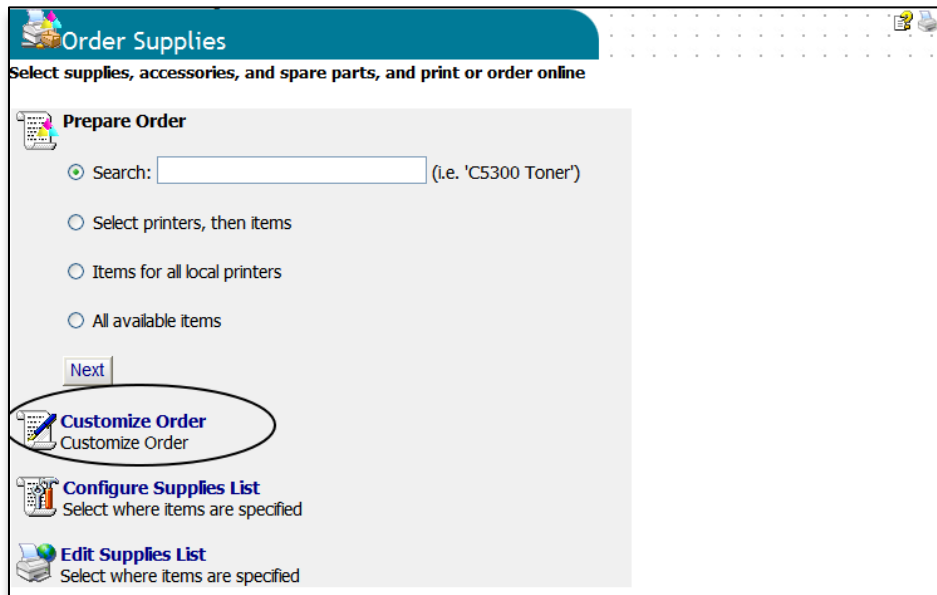 Order Supplies
Select supplies, accessories, and spare parts, and print or order online
Prepare Order
Search: (i.e. 'C5300 Toner')
Select printers, then items
Items for all local printers
All available items
Next
Customize Order
Customize Order
Configure Supplies List
Select where items are specified
Edit Supplies List
Select where items are specified